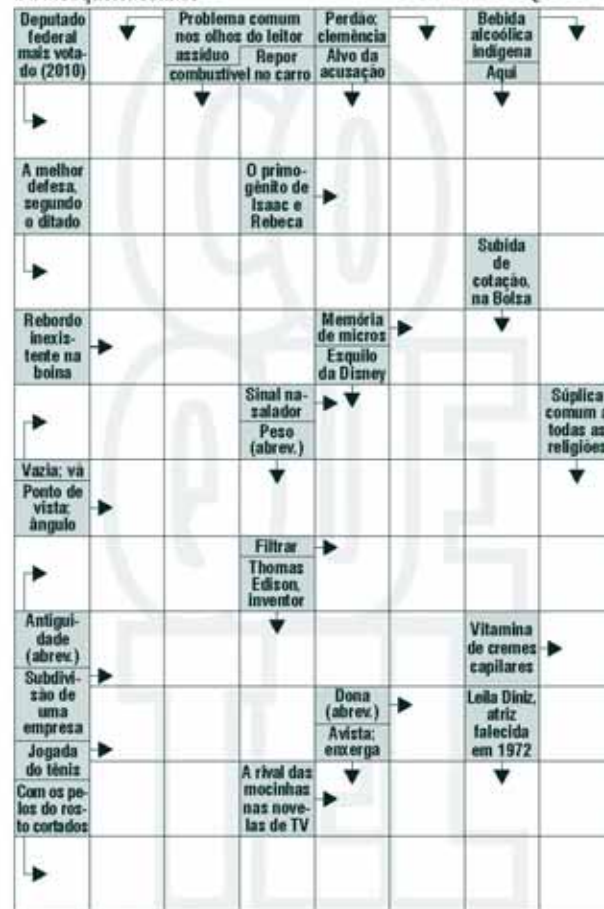 Deputado
federal
mais vota-
do (2010)
Problema comum
nos olhos do leitor
assíduo
Repor
combustível no carro
Perdão;
clemência
Alvo da
acusação
Bebida
alcoólica
indígena
Aqui
A melhor
defesa,
segundo
o ditado
O primo-
gênito de
Isaac e
Rebeca
Subida
de
cotação,
na Bolsa
Rebordo
inexis-
tente na
boina
Memória
de micros
Esquilo
da Disney
Sinal na-
salador
Peso
(abrev.)
Súplica
comum a
todas as
religiões
Vazia; vã
Ponto de
vista;
ângulo
Filtrar
Thomas
Edison,
inventor
Antigui-
dade
(abrev.)
Vitamina
de cremes
capilares
Subdivi-
são de
uma
empresa
Dona
(abrev.)
Avista;
enxerga
Leila Diniz,
atriz
falecida
em 1972
Jogada
do tênis
Com os pe-
los do ros-
to cortados
A rival das
mocinhas
nas nove-
las de TV